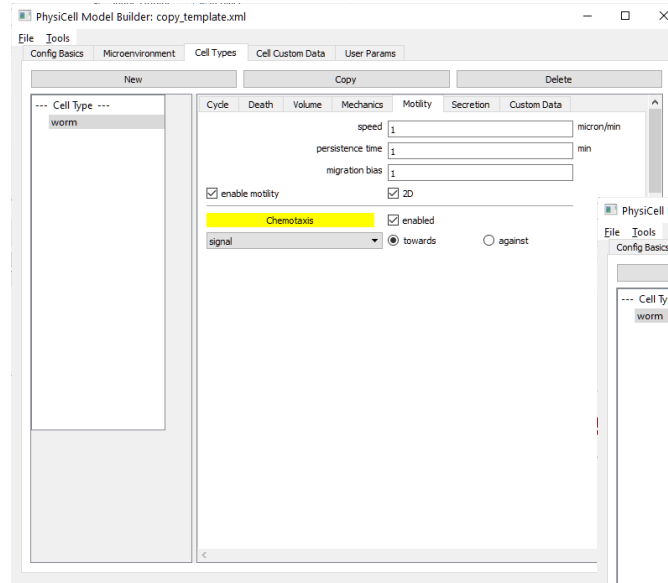 PhysiCell Model Builder: copy_template.xml
File Tools
Config Basics Microenvironment Cell Types Cell Custom Data User Params
New Copy Delete
--- Cell Type ---
worm
Cycle Death Volume Mechanics Motility Secretion Custom Data
speed 1 micron/min
persistence time 1 min
migration bias 1
enable motility 2D
Chemotaxis enabled
signal towards against
PhysiCell
File Tools
Config Basics
--- Cell Ty
worm